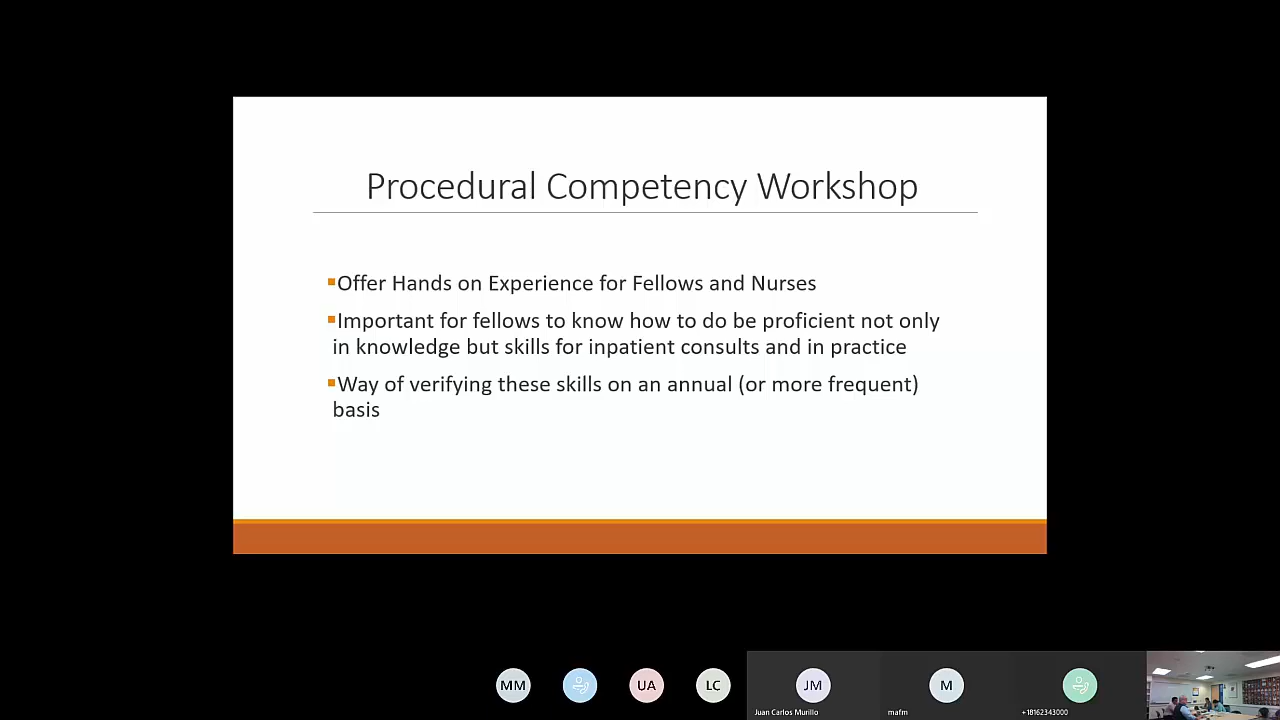 Procedural Competency Workshop
Offer Hands on Experience for Fellows and Nurses
Important for fellows to know how to do be proficient not only
in knowledge but skills for inpatient consults and in practice
Way of verifying these skills on an annual (or more frequent)
basis
MM
UA
LC
JM
M
Juan Carlos Murillo
mafm
+18162343000